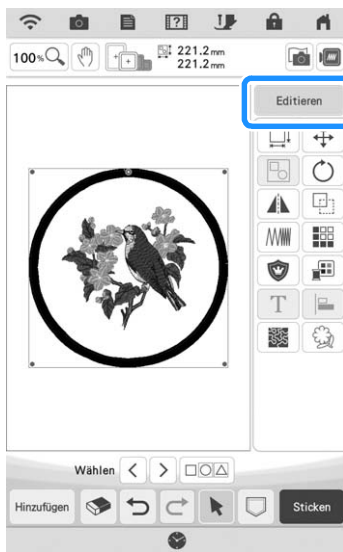 100%
221.2 mm
221.2 mm
Editieren
T
Wählen
Hinzufügen
Sticken